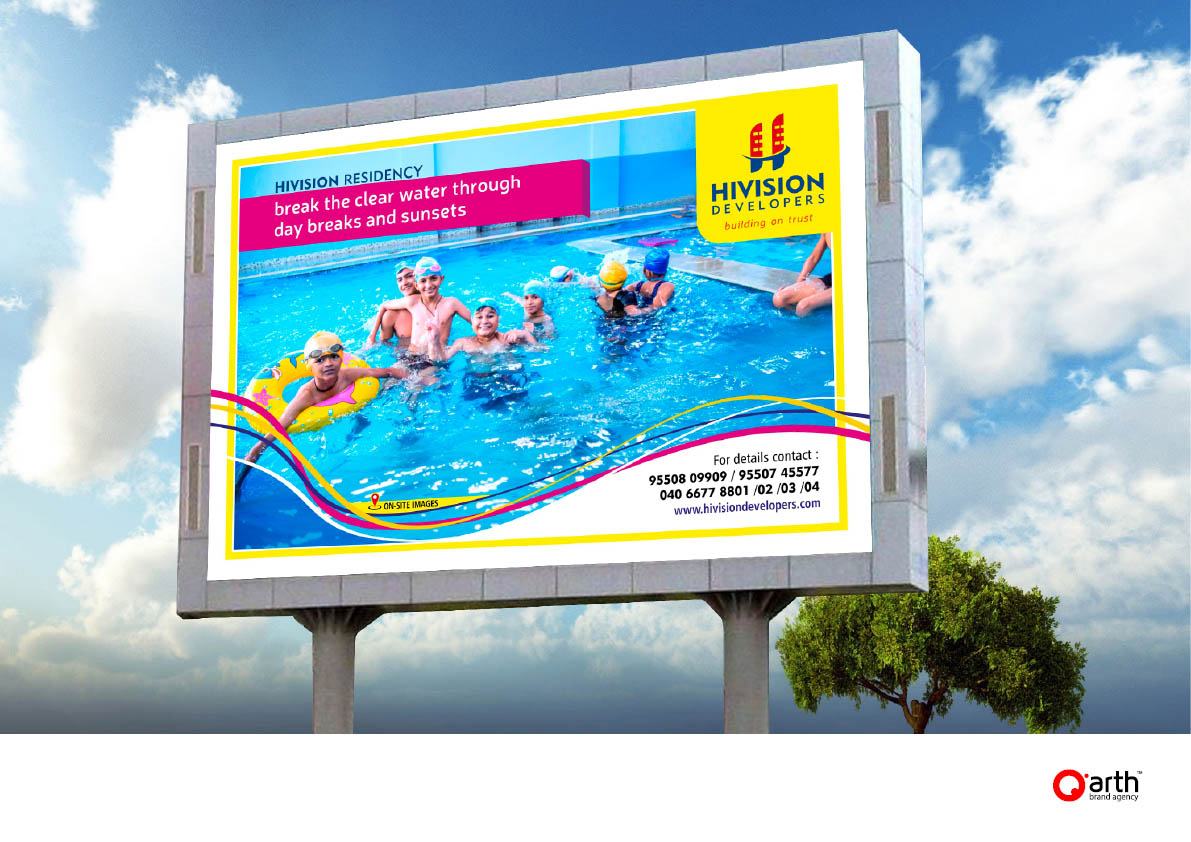 HIVISION RESIDENCY
break the clear water through
day breaks and sunsets
HIVISION
DEVELOPERS
building on trust
ON-SITE IMAGES
For details contact :
95508 09909 / 95507 45577
040 6677 8801 /02 /03 /04
www.hivisiondevelopers.com
arth™
brand agency